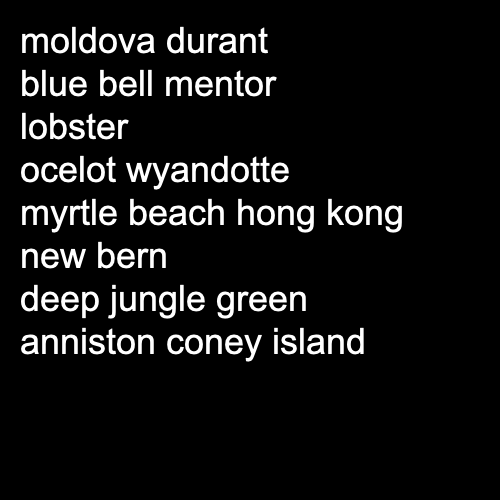 moldova durant
blue bell mentor
lobster
ocelot wyandotte
myrtle beach hong kong
new bern
deep jungle green
anniston coney island